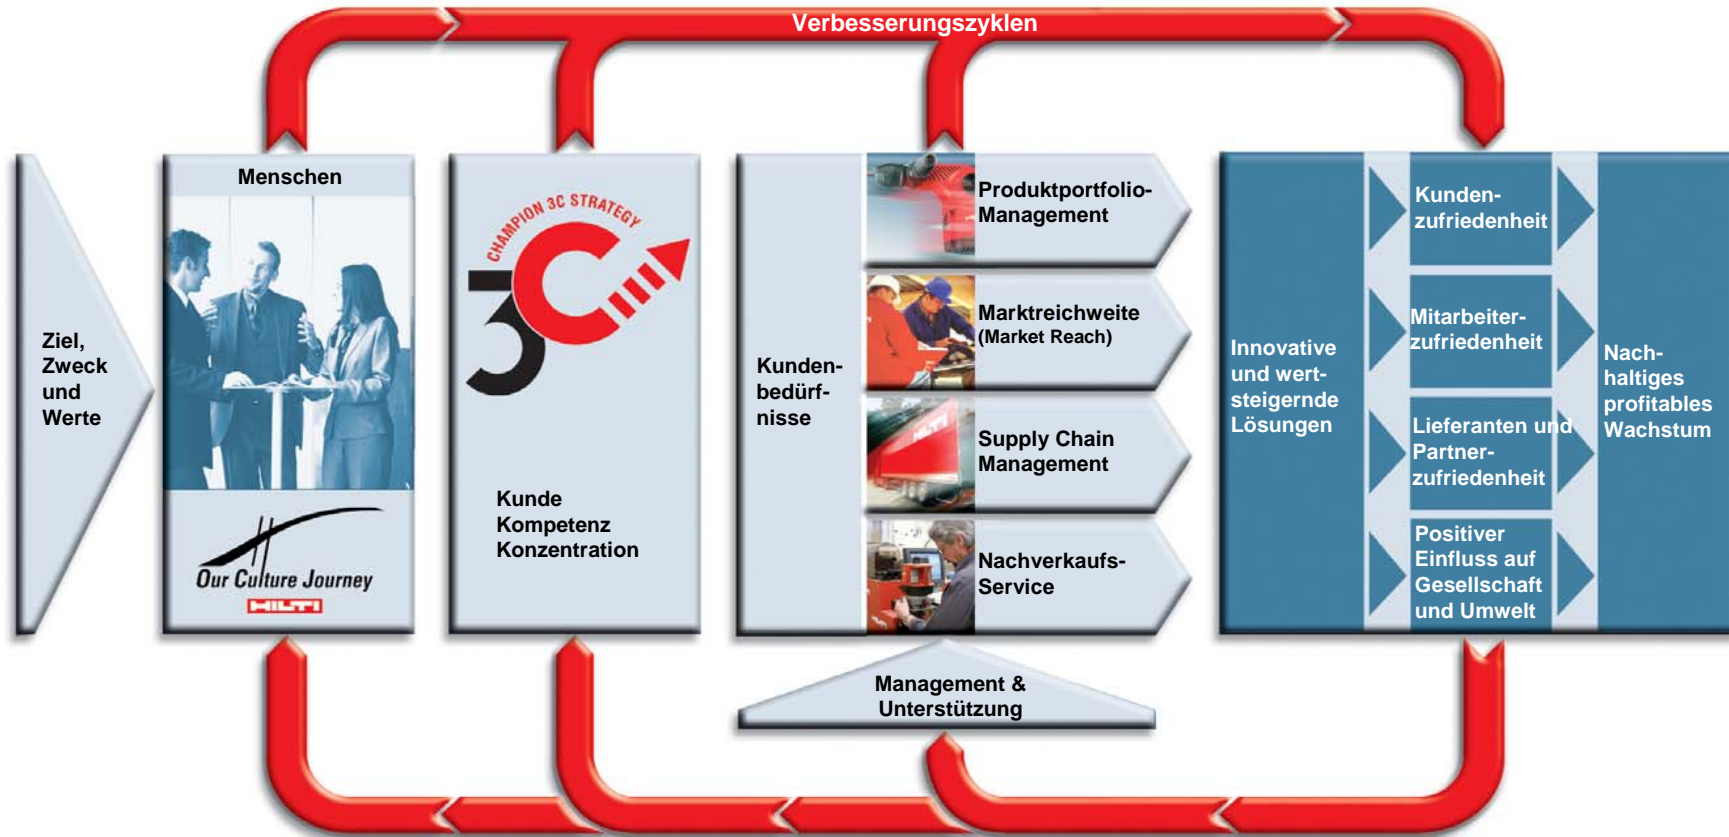 Verbesserungszyklen
Ziel,
Zweck
und
Werte
Menschen
Our Culture Journey
HILTI
CHAMPION 3C STRATEGY
3C
Kunde
Kompetenz
Konzentration
Kunden-
bedürf-
nisse
Produktportfolio-
Management
Marktreichweite
(Market Reach)
Supply Chain
Management
Nachverkaufs-
Service
Management &
Unterstützung
Innovative
und wert-
steigernde
Lösungen
Kunden-
zufriedenheit
Mitarbeiter-
zufriedenheit
Lieferanten und
Partner-
zufriedenheit
Positiver
Einfluss auf
Gesellschaft
und Umwelt
Nach-
haltiges
profitables
Wachstum